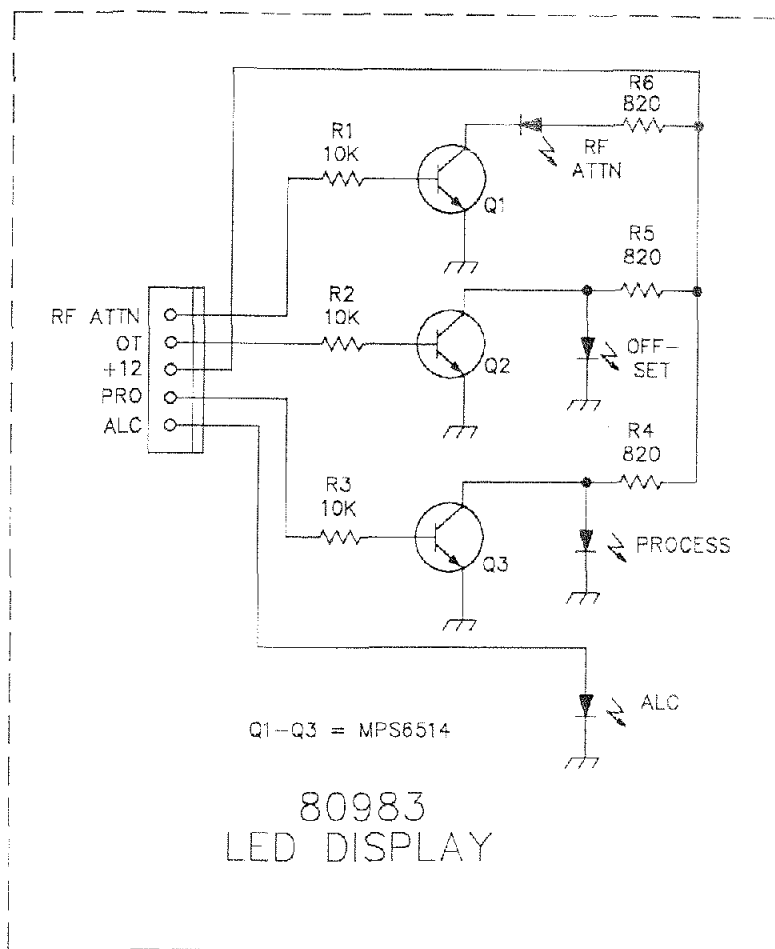 R6
820
R1
10K
RF
ATTN
Q1
R5
820
RF ATTN
R2
10K
OT
OFF-
SET
+12
Q2
PRO
ALC
R4
820
R3
10K
PROCESS
Q3
ALC
Q1-Q3 = MPS6514
80983
LED DISPLAY